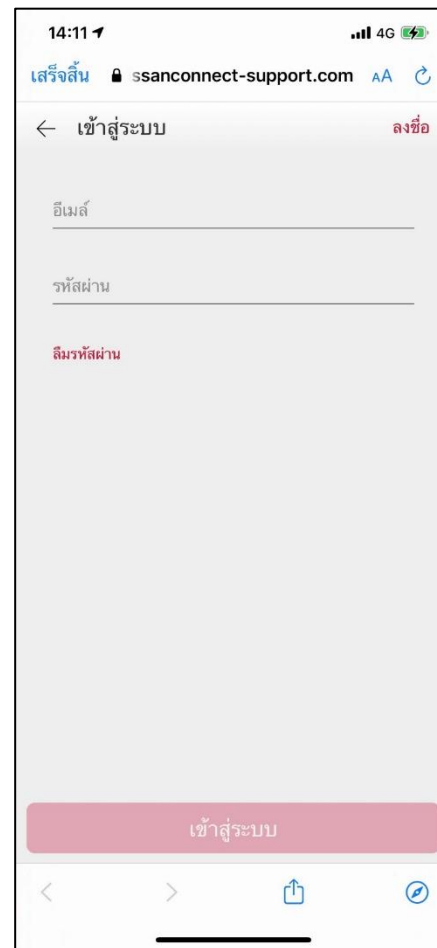 14:11 4G
เสร็จสิ้น ssanconnect-support.com AA
เข้าสู่ระบบ ลงชื่อ
อีเมล์
รหัสผ่าน
ลืมรหัสผ่าน
เข้าสู่ระบบ